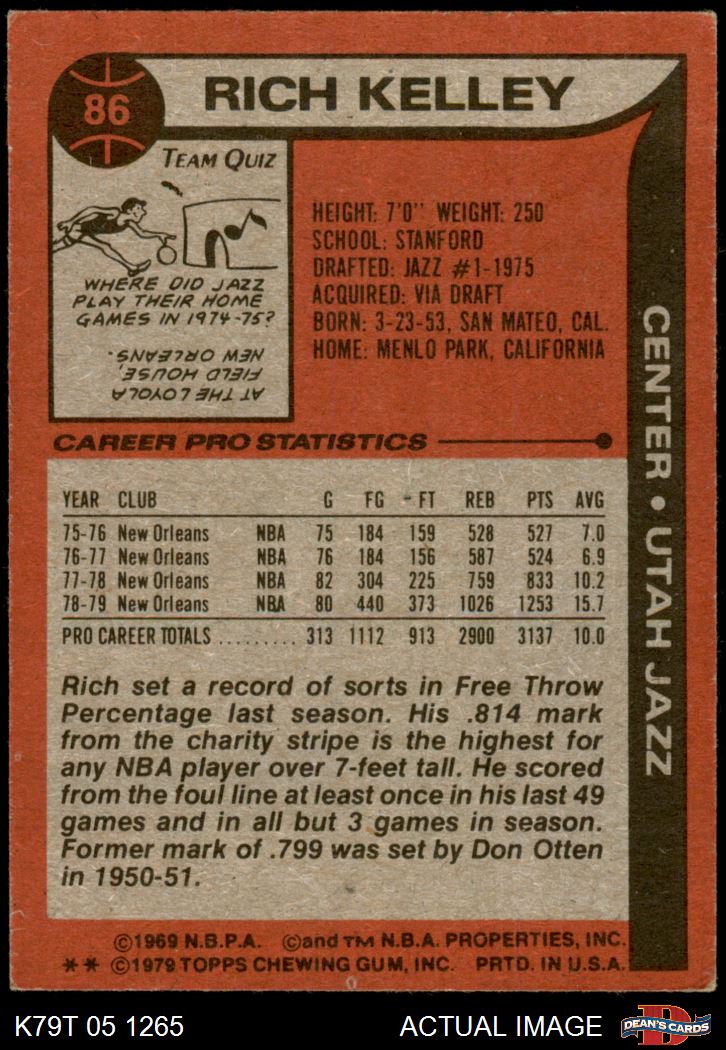 86
RICH KELLEY
TEAM QUIZ
WHERE DID JAZZ
PLAY THEIR HOME
GAMES IN 1974-75?
AT THE LOYOLA
FIELD HOUSE,
NEW ORLEANS.
HEIGHT: 7'0" WEIGHT: 250
SCHOOL: STANFORD
DRAFTED: JAZZ #1-1975
ACQUIRED: VIA DRAFT
BORN: 3-23-53, SAN MATEO, CAL.
HOME: MENLO PARK, CALIFORNIA
CENTER • UTAH JAZZ
CAREER PRO STATISTICS
YEAR CLUB G FG FT REB PTS AVG
75-76 New Orleans NBA 75 184 159 528 527 7.0
76-77 New Orleans NBA 76 184 156 587 524 6.9
77-78 New Orleans NBA 82 304 225 759 833 10.2
78-79 New Orleans NBA 80 440 373 1026 1253 15.7
PRO CAREER TOTALS ......... 313 1112 913 2900 3137 10.0
Rich set a record of sorts in Free Throw
Percentage last season. His .814 mark
from the charity stripe is the highest for
any NBA player over 7-feet tall. He scored
from the foul line at least once in his last 49
games and in all but 3 games in season.
Former mark of .799 was set by Don Otten
in 1950-51.
©1969 N.B.P.A. ©and TM N.B.A. PROPERTIES, INC.
** ©1979 TOPPS CHEWING GUM, INC. PRTD. IN U.S.A.
K79T 05 1265 ACTUAL IMAGE
D
DEAN'S CARDS